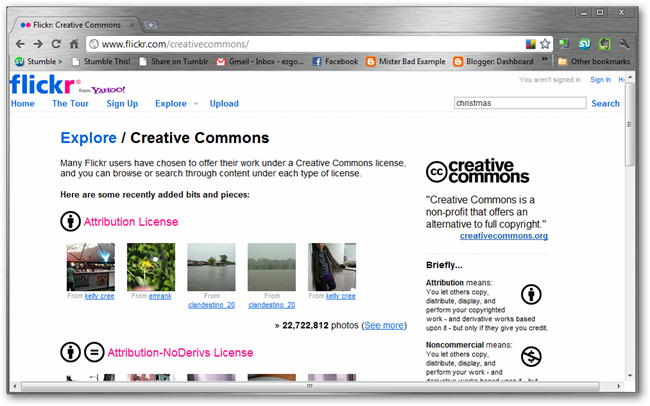 Flickr: Creative Commons
www.flickr.com/creativecommons/
Stumble >
Stumble This!
Share on Tumblr
Gmail - Inbox - ezgo...
Mister Bad Example
Blogger: Dashboard
»
Other bookmarks
flickr from YAHOO!
You aren't signed in Sign In
Home The Tour Sign Up Explore Upload
christmas
Search
Explore / Creative Commons
Many Flickr users have chosen to offer their work under a Creative Commons license,
and you can browse or search through content under each type of license.
Here are some recently added bits and pieces:
Attribution License
From kelly cree
From emrank
From
clandestino_20
From
clandestino_20
From kelly cree
» 22,722,812 photos (See more)
Attribution-NoDerivs License
cc creative
commons
"Creative Commons is a
non-profit that offers an
alternative to full copyright."
creativecommons.org
Briefly...
Attribution means:
You let others copy,
distribute, display, and
perform your copyrighted
work - and derivative works based
upon it - but only if they give you credit.
Noncommercial means:
You let others copy,
distribute, display, and
perform your work - and
derivative works based upon it - but